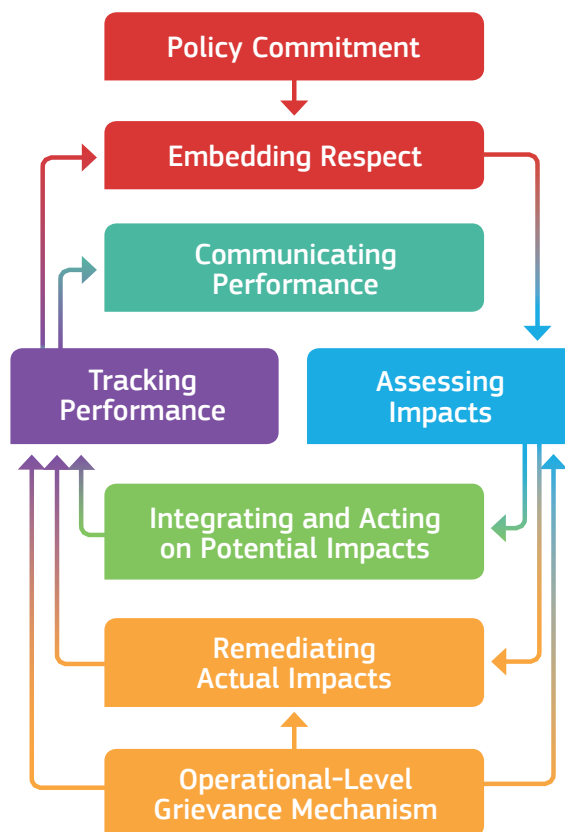 Policy Commitment
Embedding Respect
Communicating
Performance
Tracking
Performance
Assessing
Impacts
Integrating and Acting
on Potential Impacts
Remediating
Actual Impacts
Operational-Level
Grievance Mechanism